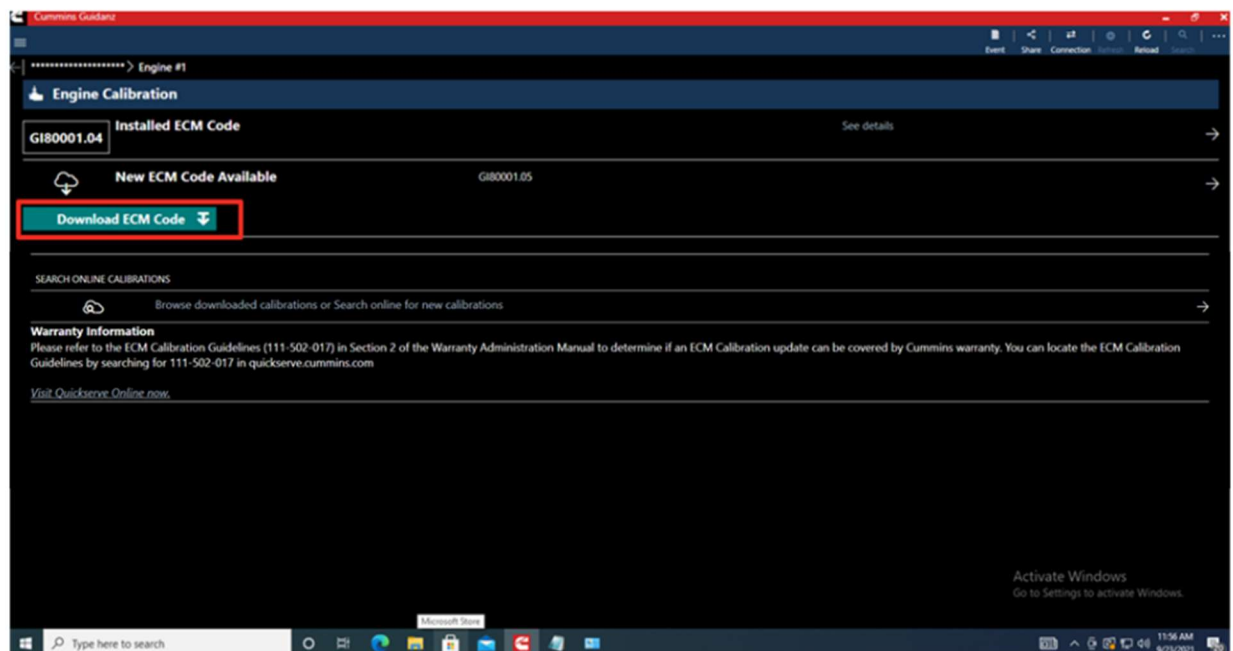 Cummins Guidanz
Event Share Connection Refresh Reload Search
********************** > Engine #1
Engine Calibration
GI80001.04 Installed ECM Code See details
New ECM Code Available GI80001.05
Download ECM Code
SEARCH ONLINE CALIBRATIONS
Browse downloaded calibrations or Search online for new calibrations
Warranty Information
Please refer to the ECM Calibration Guidelines (111-502-017) in Section 2 of the Warranty Administration Manual to determine if an ECM Calibration update can be covered by Cummins warranty. You can locate the ECM Calibration
Guidelines by searching for 111-502-017 in quickserve.cummins.com
Visit Quickserve Online now.
Activate Windows
Go to Settings to activate Windows.
Microsoft Store
Type here to search
11:56 AM
9/23/2021